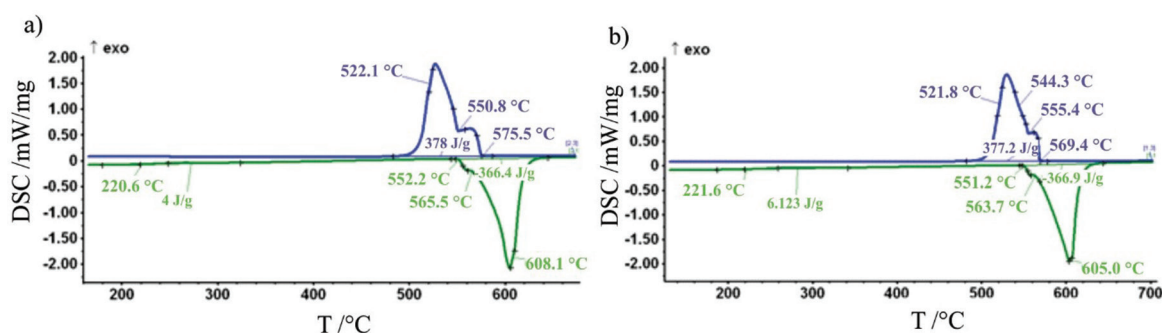 a)
↑ exo
DSC /mW/mg
2.00
1.50
1.00
0.50
0
-0.50
-1.00
-1.50
-2.00
522.1 °C
550.8 °C
575.5 °C
378 J/g
220.6 °C
4 J/g
552.2 °C
-366.4 J/g
565.5 °C
608.1 °C
200
300
400
500
600
T /°C
b)
↑ exo
DSC /mW/mg
2.00
1.50
1.00
0.50
0
-0.50
-1.00
-1.50
-2.00
521.8 °C
544.3 °C
555.4 °C
377.2 J/g
569.4 °C
221.6 °C
6.123 J/g
551.2 °C
-366.9 J/g
563.7 °C
605.0 °C
200
300
400
500
600
700
T /°C